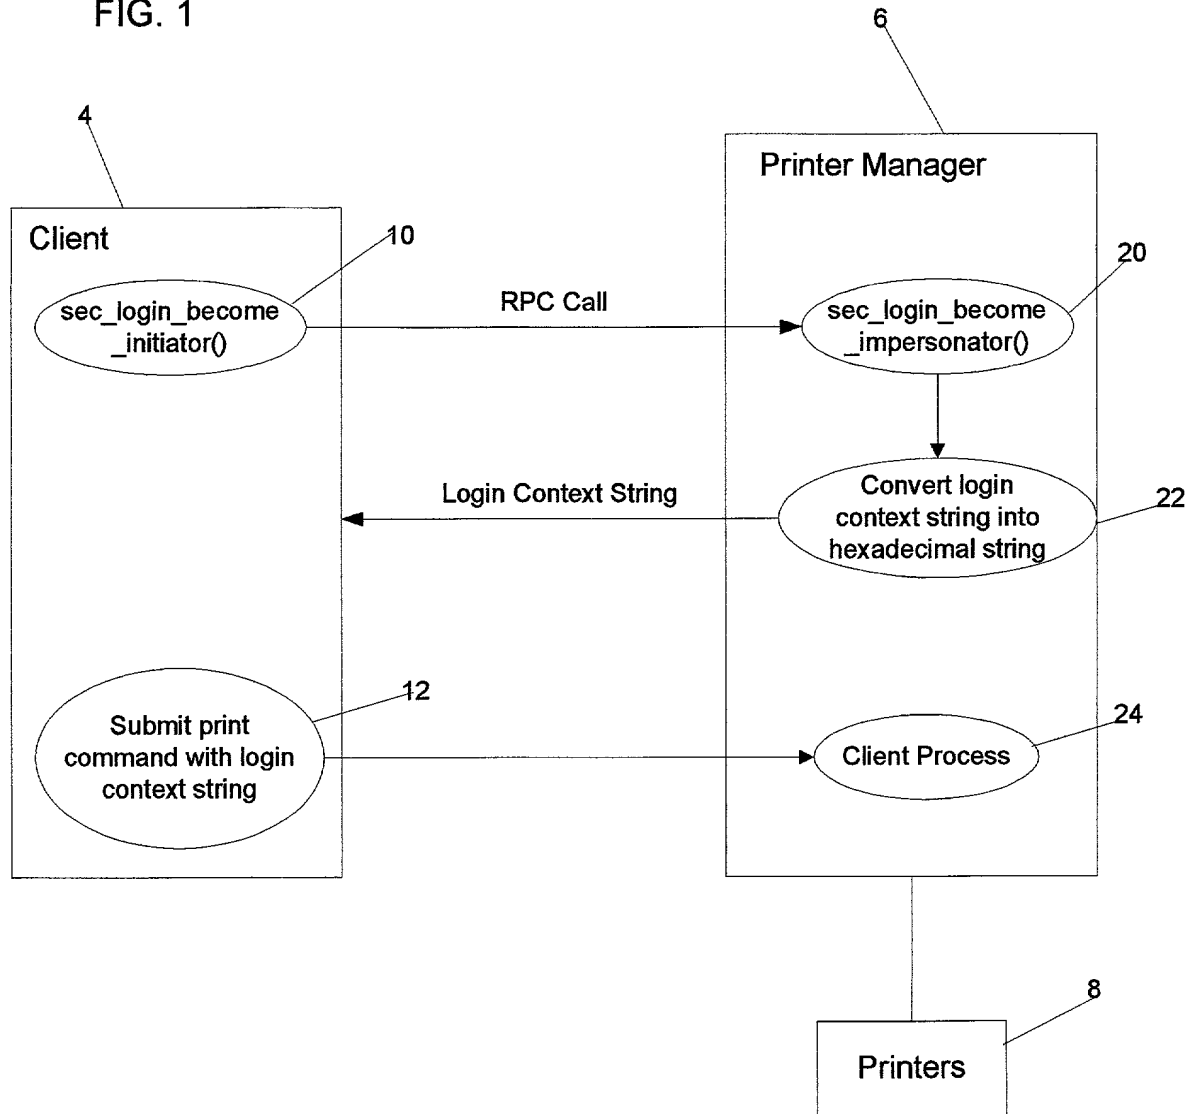 FIG. 1
6
4
Printer Manager
Client
10
20
sec_login_become
_initiator()
RPC Call
sec_login_become
_impersonator()
Login Context String
Convert login
context string into
hexadecimal string
22
12
Submit print
command with login
context string
24
Client Process
8
Printers